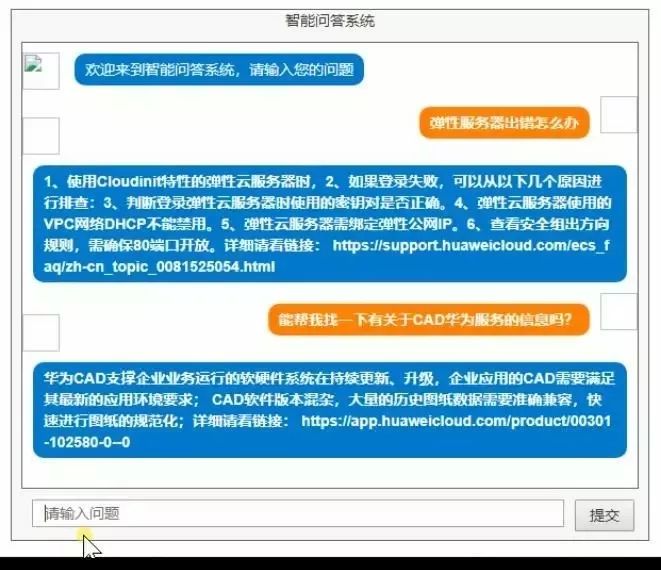 智能问答系统
欢迎来到智能问答系统，请输入您的问题
弹性服务器出错怎么办
1、使用Cloudinit特性的弹性云服务器时，2、如果登录失败，可以从以下几个原因进
行排查：3、判断登录弹性云服务器时使用的密钥对是否正确。4、弹性云服务器使用的
VPC网络DHCP不能禁用。5、弹性云服务器需绑定弹性公网IP。6、查看安全组出方向
规则，需确保80端口开放。详细请看链接： https://support.huaweicloud.com/ecs_f
aq/zh-cn_topic_0081525054.html
能帮我找一下有关于CAD华为服务的信息吗?
华为CAD支撑企业业务运行的软硬件系统在持续更新、升级，企业应用的CAD需要满足
其最新的应用环境要求； CAD软件版本混杂，大量的历史图纸数据需要准确兼容，快
速进行图纸的规范化；详细请看链接： https://app.huaweicloud.com/product/00301
-102580-0--0
请输入问题
提交